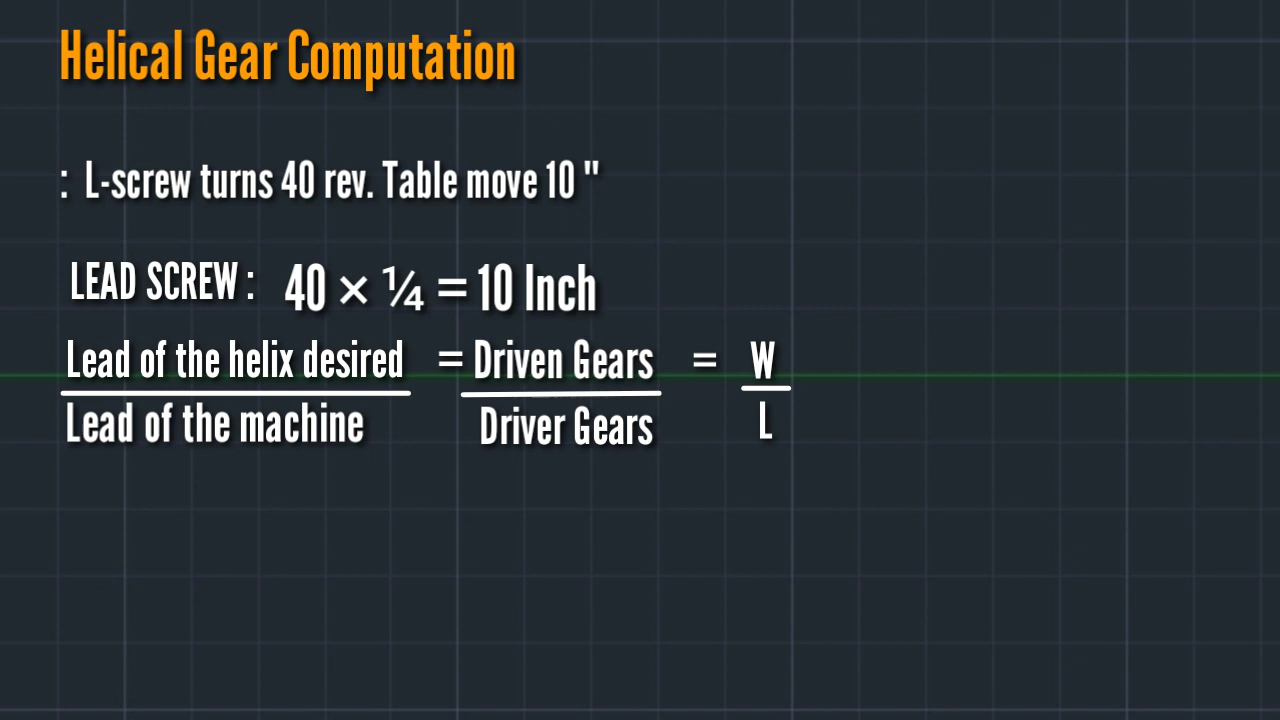 Helical Gear Computation
: L-screw turns 40 rev. Table move 10 "
LEAD SCREW : 40 × ¼ = 10 Inch
Lead of the helix desired = Driven Gears = W
Lead of the machine Driver Gears L